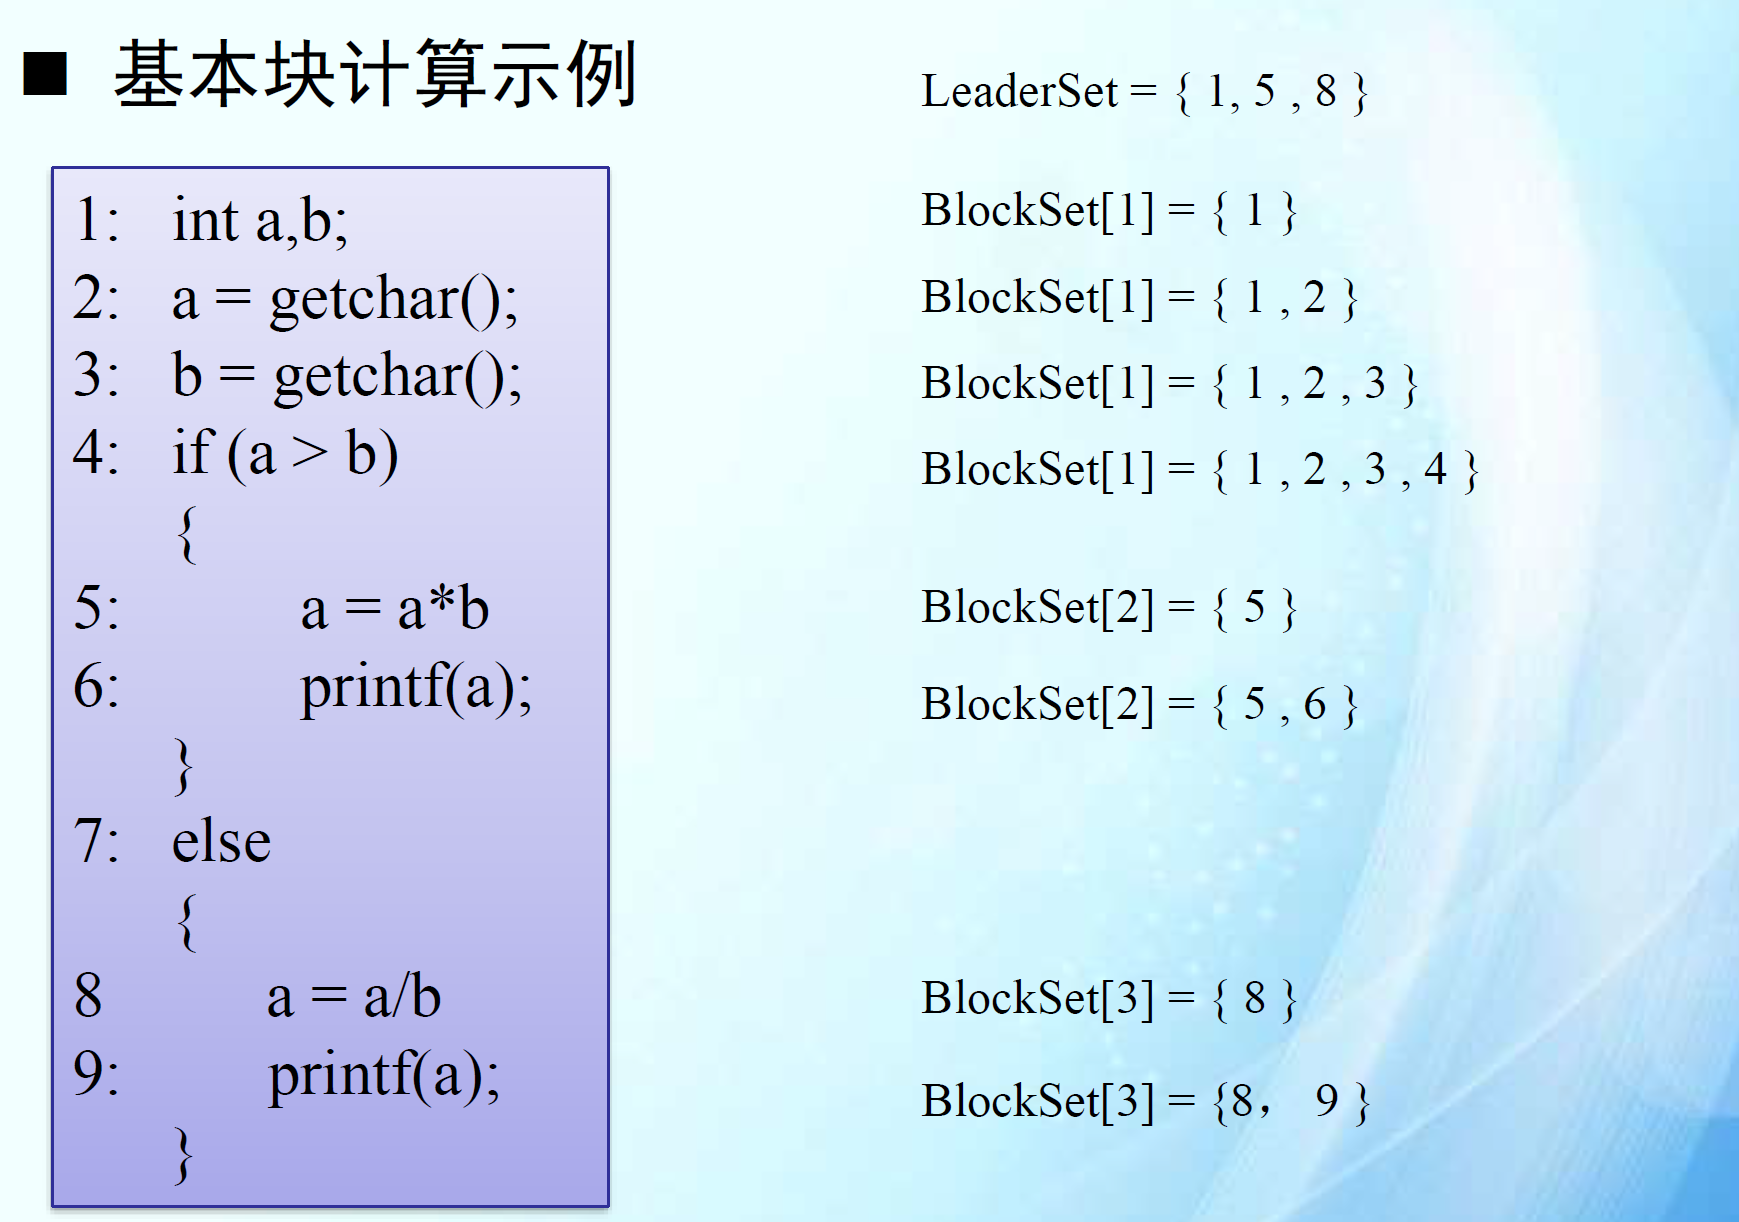 ■ 基本块计算示例
1: int a,b;
2: a = getchar();
3: b = getchar();
4: if (a > b)
{
5: a = a*b
6: printf(a);
}
7: else
{
8 a = a/b
9: printf(a);
}
LeaderSet = { 1, 5 , 8 }
BlockSet[1] = { 1 }
BlockSet[1] = { 1 , 2 }
BlockSet[1] = { 1 , 2 , 3 }
BlockSet[1] = { 1 , 2 , 3 , 4 }
BlockSet[2] = { 5 }
BlockSet[2] = { 5 , 6 }
BlockSet[3] = { 8 }
BlockSet[3] = {8， 9 }